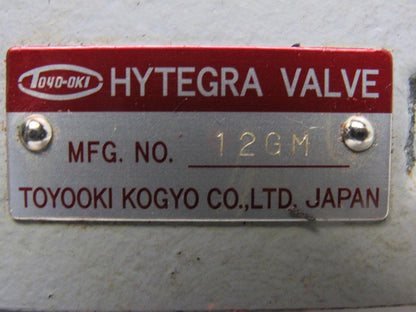 TOYO-OKI HYTEGRA VALVE
MFG. NO. 12GM
TOYOOKI KOGYO CO.,LTD. JAPAN